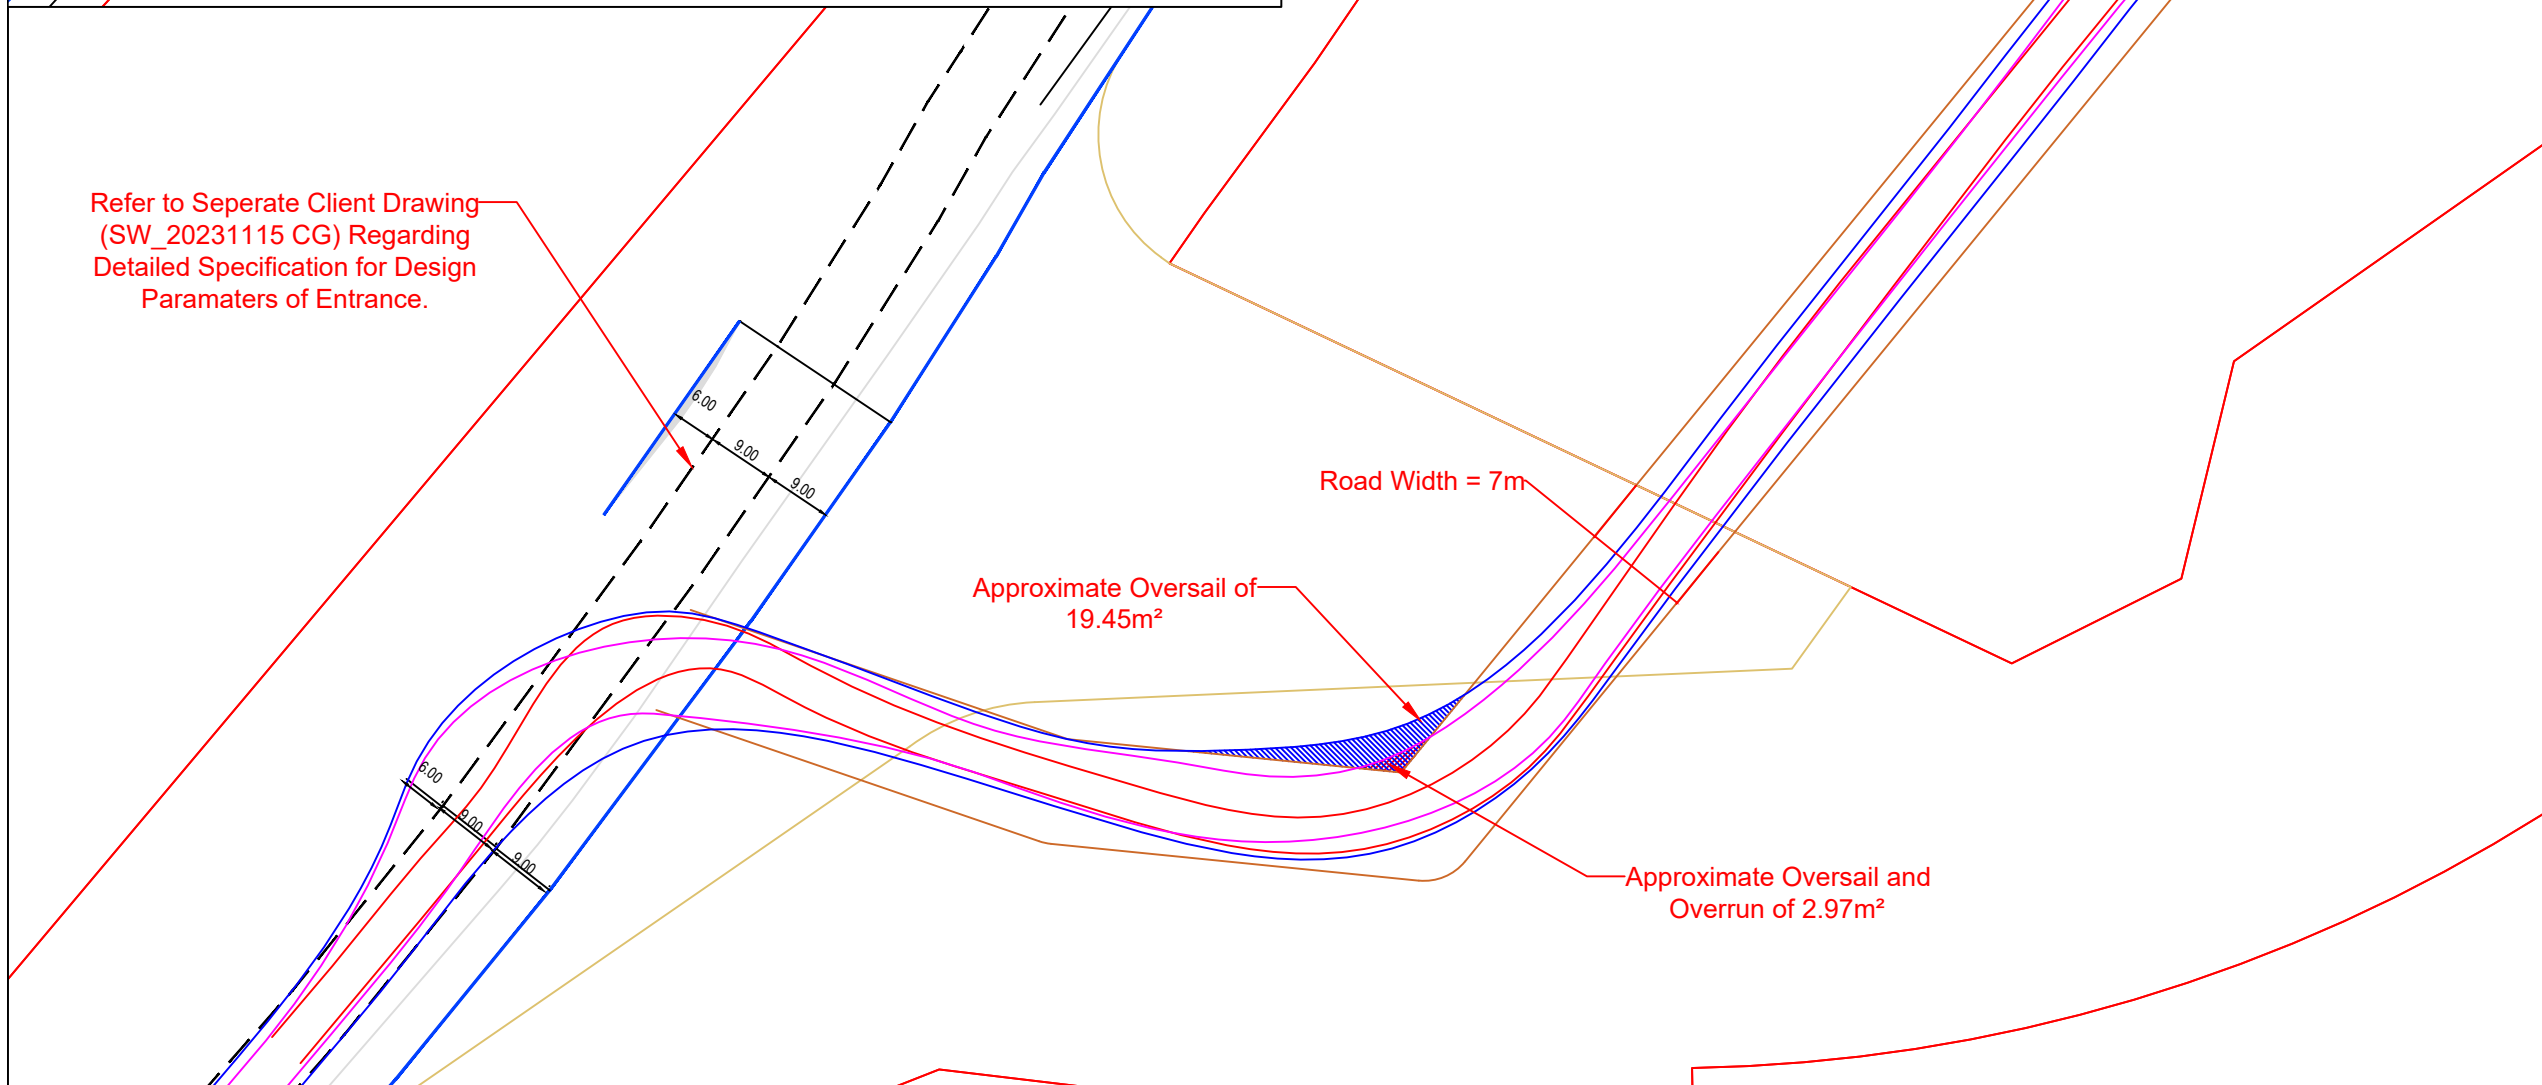 Refer to Seperate Client Drawing
(SW_20231115 CG) Regarding
Detailed Specification for Design
Paramaters of Entrance.
6.00
9.00
9.00
Road Width = 7m
Approximate Oversail of
19.45m²
6.00
9.00
9.00
Approximate Oversail and
Overrun of 2.97m²